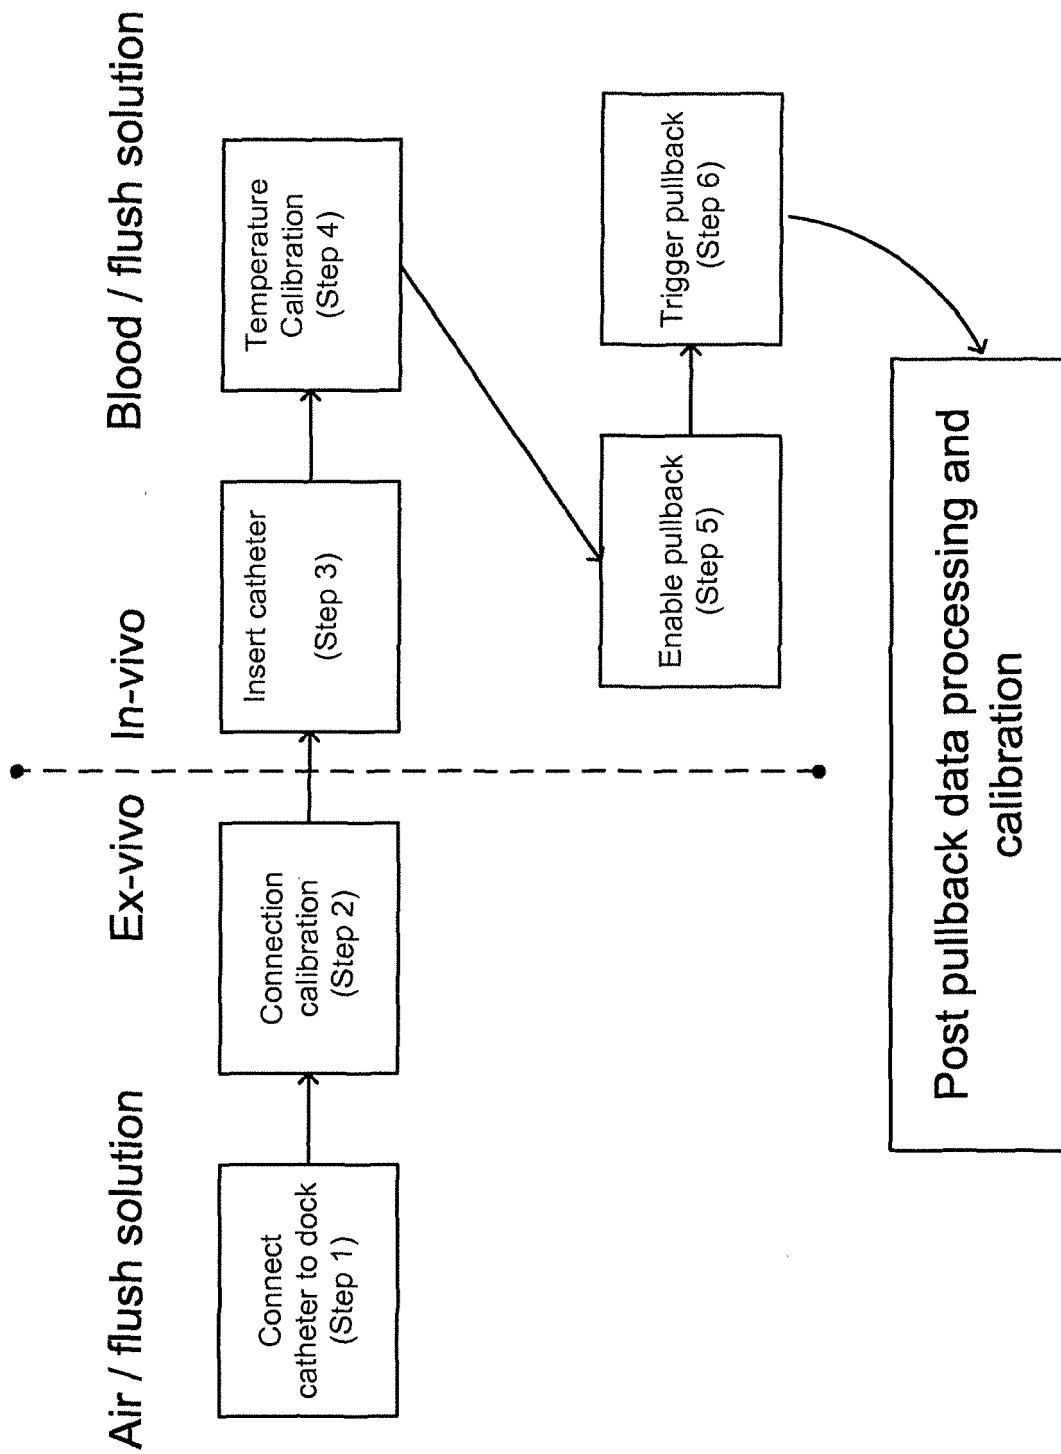 Air / flush solution
Ex-vivo
In-vivo
Blood / flush solution
Connect
catheter to dock
(Step 1)
Connection
calibration
(Step 2)
Insert catheter
(Step 3)
Temperature
Calibration
(Step 4)
Enable pullback
(Step 5)
Trigger pullback
(Step 6)
Post pullback data processing and
calibration